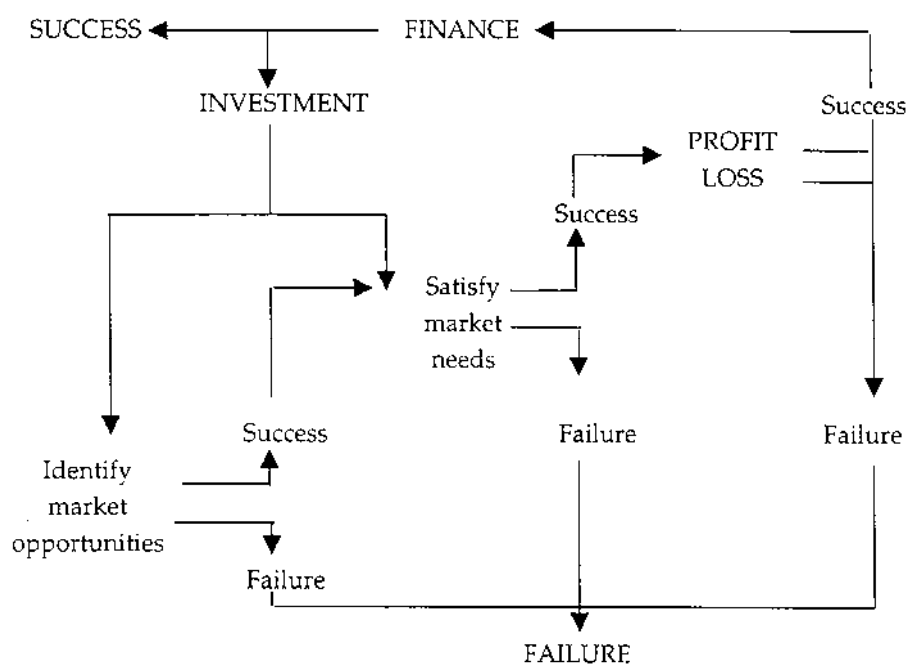 SUCCESS
FINANCE
INVESTMENT
Success
PROFIT
LOSS
Success
Satisfy
market
needs
Success
Failure
Failure
Identify
market
opportunities
Failure
FAILURE